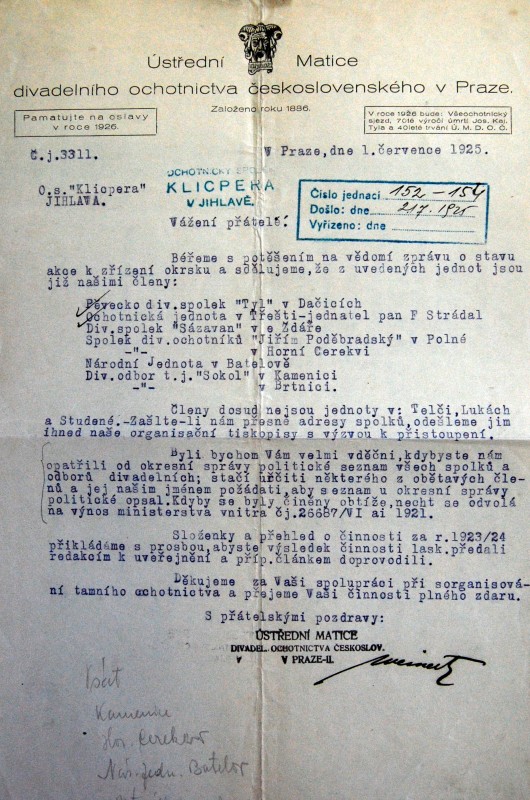 Ústřední Matice
divadelního ochotnictva československého v Praze.
Založeno roku 1886.
Pamatujte na oslavy
v roce 1926.
V roce 1926 bude: Všeochotnický
sjezd, 70té výročí úmrtí Jos. Kaj.
Tyla a 40leté trvání Ú. M. D. O. Č.
Č.j.3311.
V Praze, dne 1.července 1925.
O.s."Klicpera"
JIHLAVA.
OCHOTNICKÝ SPOLEK
KLICPERA
V JIHLAVĚ.
Číslo jednací 152-154
Došlo: dne 21.7.1925
Vyřízeno: dne
Vážení přátelé!
Béřeme s potěšením na vědomí zprávu o stavu
akce k zřízení okrsku a sdělujeme, že z uvedených jednot jsou
již našimi členy:
Pěvecko div.spolek "Tyl" v Dačicích
Ochotnická jednota v Třešti-jednatel pan F Strádal
Div.spolek "Sázavan" v e Žďáře
Spolek div.ochotníků "Jiřím Poděbradský" v Polné
-"- v Horní Cerekvi
Národní Jednota v Batelově
Div.odbor t.j."Sokol" v Kamenici
-"- v Brtnici.
Členy dosud nejsou jednoty v: Telči,Lukách
a Studené.-Zašlte-li nám přesné adresy spolků, odešleme jim
ihned naše organisační tiskopisy s výzvou k přistoupení.
Byli bychom Vám velmi vděčni, kdybyste nám
opatřili od okresní správy politické seznam všech spolků a
odborů divadelních; stačí určiti některého z obětavých čle-
nů a jej naším jménem požádati, aby seznam u okresní správy
politické opsal. Kdyby se byly činěny obtíže, nechť se odvolá
na výnos ministerstva vnitra čj.26687/VI ai 1921.
Složenky a přehled o činnosti za r.1923/24
přikládáme s prosbou, abyste výsledek činnosti lask.předali
redakcím k uveřejnění a příp.článkem doprovodili.
Děkujeme za Vaši spolupráci při sorganisová-
ní tamního ochotnictva a přejeme Vaší činnosti plného zdaru.
S přátelskými pozdravy:
ÚSTŘEDNÍ MATICE
DIVADEL. OCHOTNICTVA ČESKOSLOV.
V V PRAZE-II.
Kamenice
Hor. Cerekev
Nár. Jedn. Batelov